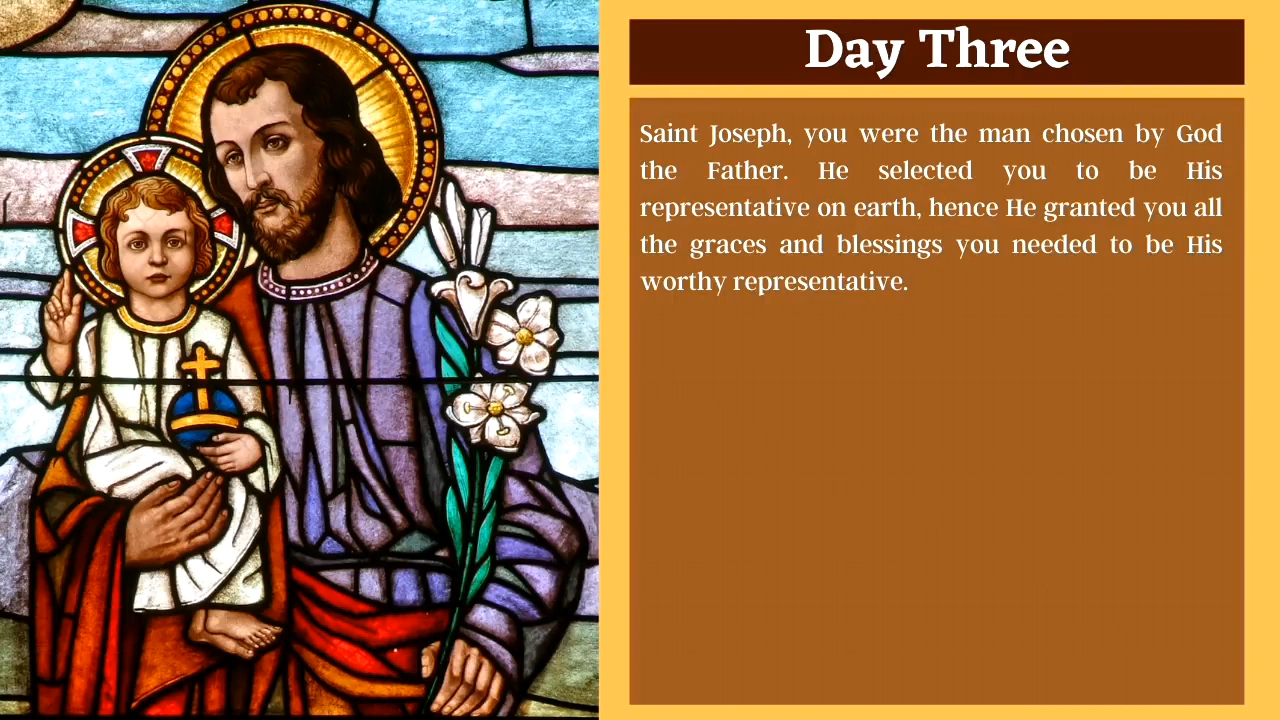 Day Three
Saint Joseph, you were the man chosen by God
the Father. He selected you to be His
representative on earth, hence He granted you all
the graces and blessings you needed to be His
worthy representative.